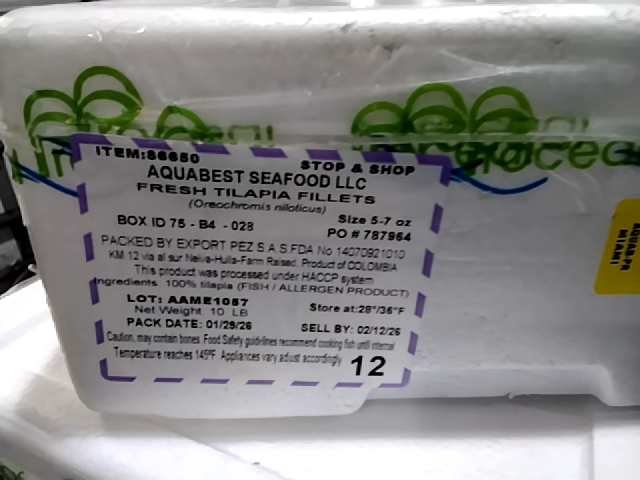 ITEM:86650 STOP & SHOP
AQUABEST SEAFOOD LLC
FRESH TILAPIA FILLETS
(Oreochromis niloticus)
BOX ID 75 - B4 - 028 Size 5-7 oz
PO # 787964
PACKED BY EXPORT PEZ S.A.S.FDA No 14070921010
KM 12 via al sur Neiva-Huila-Farm Raised. Product of COLOMBIA
This product was processed under HACCP system
Ingredients 100% tilapia (FISH / ALLERGEN PRODUCT)
LOT: AAME1087 Store at:28°/36°F
Net Weight 10 LB
PACK DATE: 01/29/26 SELL BY: 02/12/26
Caution, may contain bones. Food Safety guidelines recommend cooking fish until internal
Temperature reaches 145ºF. Appliances vary adjust accordingly 12
AQUAB-PR
MIAMI